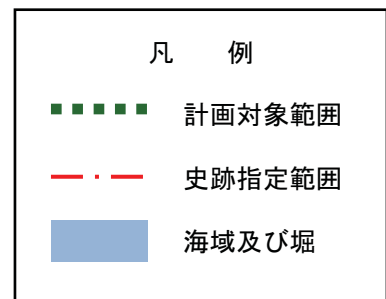 凡　例
計画対象範囲
史跡指定範囲
海域及び堀